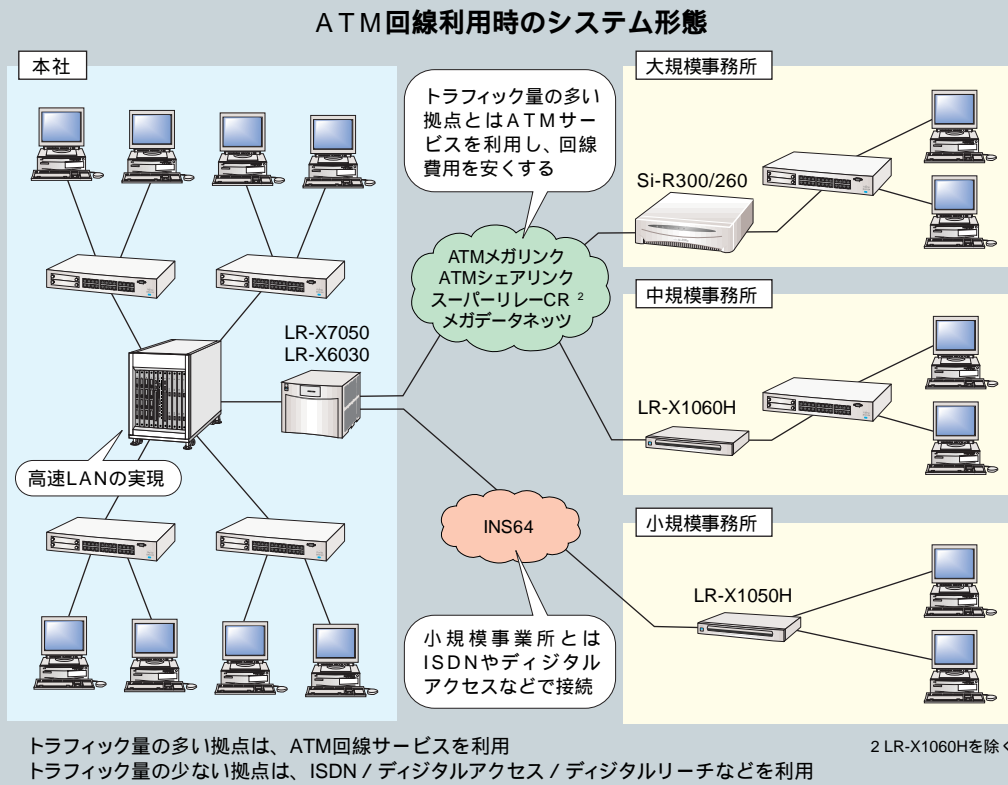 ATM回線利用時のシステム形態
本社
LR-X7050
LR-X6030
高速LANの実現
トラフィック量の多い
拠点とはATMサー
ビスを利用し、回線
費用を安くする
ATMメガリンク
ATMシェアリンク
スーパーリレーCR 2
メガデータネッツ
INS64
小規模事業所とは
ISDNやディジタル
アクセスなどで接続
大規模事務所
Si-R300/260
中規模事務所
LR-X1060H
小規模事務所
LR-X1050H
トラフィック量の多い拠点は、ATM回線サービスを利用
トラフィック量の少ない拠点は、ISDN / ディジタルアクセス / ディジタルリーチなどを利用
2 LR-X1060Hを除く